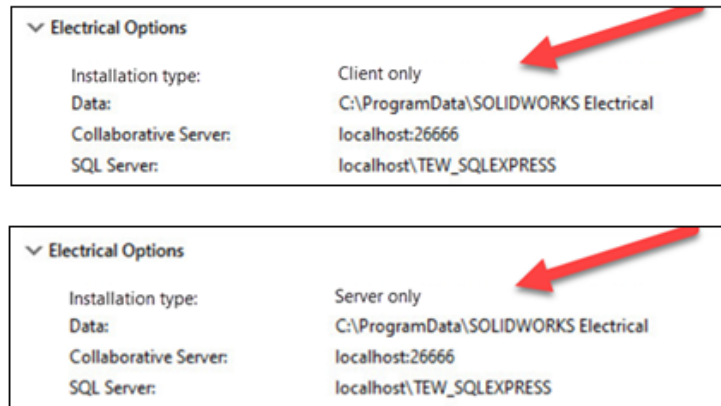 Electrical Options
Installation type: Client only
Data: C:\ProgramData\SOLIDWORKS Electrical
Collaborative Server: localhost:26666
SQL Server: localhost\TEW_SQLEXPRESS
Electrical Options
Installation type: Server only
Data: C:\ProgramData\SOLIDWORKS Electrical
Collaborative Server: localhost:26666
SQL Server: localhost\TEW_SQLEXPRESS